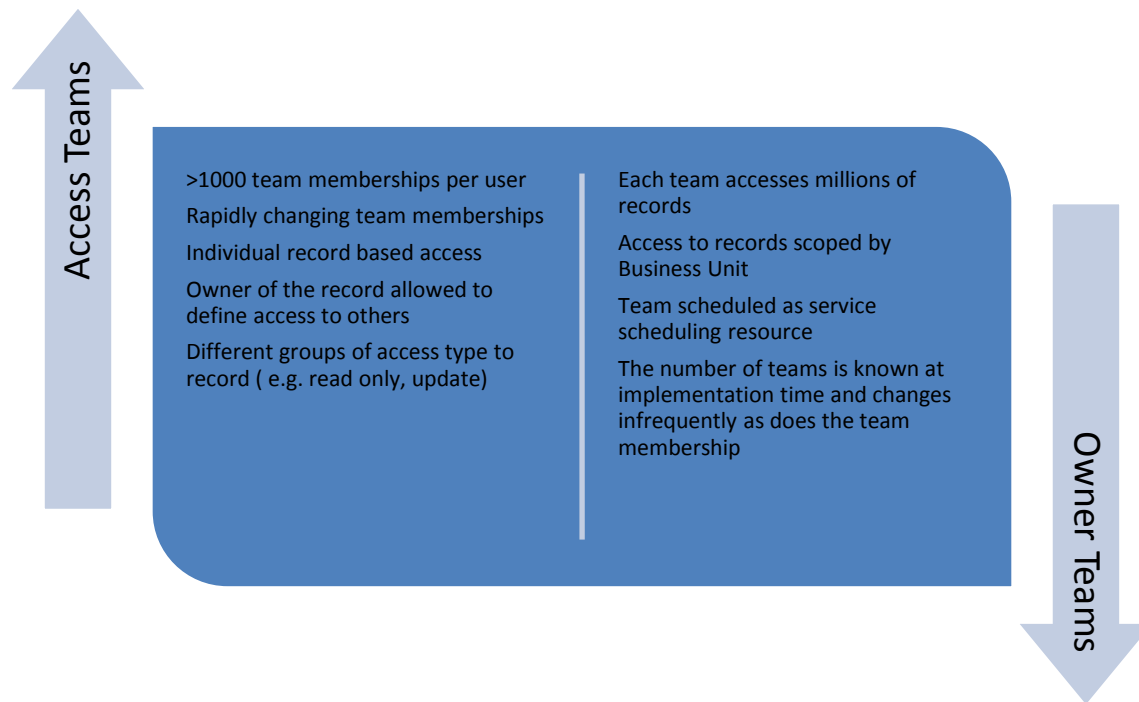 Access Teams
>1000 team memberships per user
Rapidly changing team memberships
Individual record based access
Owner of the record allowed to
define access to others
Different groups of access type to
record ( e.g. read only, update)
Each team accesses millions of
records
Access to records scoped by
Business Unit
Team scheduled as service
scheduling resource
The number of teams is known at
implementation time and changes
infrequently as does the team
membership
Owner Teams